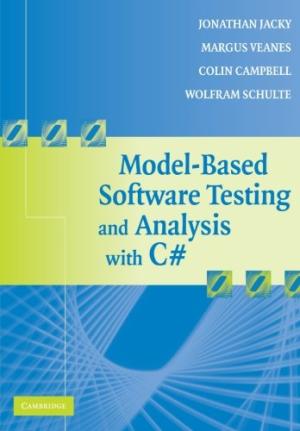 JONATHAN JACKY
MARGUS VEANES
COLIN CAMPBELL
WOLFRAM SCHULTE
Model-Based
Software Testing
and Analysis
with C#
CAMBRIDGE